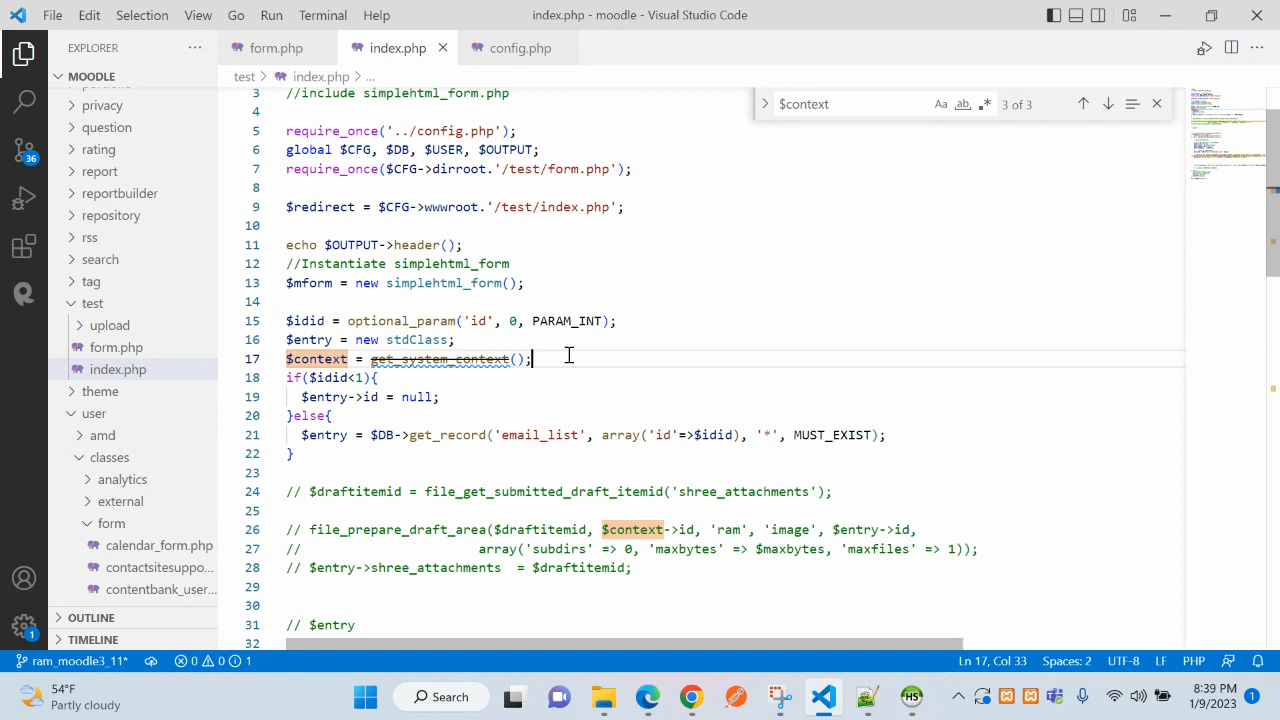 File Edit Selection View Go Run Terminal Help index.php - moodle - Visual Studio Code
EXPLORER ... form.php index.php config.php
MOODLE
test > index.php > ...
portfolio
privacy
question
rating
report
reportbuilder
repository
rss
search
tag
test
upload
form.php
index.php
theme
user
amd
classes
analytics
external
form
calendar_form.php
contactsitesuppo...
contentbank_user...
OUTLINE
TIMELINE
36
1
$context ab 3 of 3
3 //include simplehtml_form.php
4
5 require_once('../config.php');
6 global $CFG, $DB, $USER, $OUTPUT;
7 require_once($CFG->dirroot.'/test/form.php');
8
9 $redirect = $CFG->wwwroot.'/test/index.php';
10
11 echo $OUTPUT->header();
12 //Instantiate simplehtml_form
13 $mform = new simplehtml_form();
14
15 $idid = optional_param('id', 0, PARAM_INT);
16 $entry = new stdClass;
17 $context = get_system_context();
18 if($idid<1){
19 $entry->id = null;
20 }else{
21 $entry = $DB->get_record('email_list', array('id'=>$idid), '*', MUST_EXIST);
22 }
23
24 // $draftitemid = file_get_submitted_draft_itemid('shree_attachments');
25
26 // file_prepare_draft_area($draftitemid, $context->id, 'ram', 'image', $entry->id,
27 // array('subdirs' => 0, 'maxbytes' => $maxbytes, 'maxfiles' => 1));
28 // $entry->shree_attachments = $draftitemid;
29
30
31 // $entry
32
ram_moodle3_11* 0 0 1 Ln 17, Col 33 Spaces: 2 UTF-8 LF PHP
54°F
Partly cloudy
Search
HS
8:39 PM
1/9/2023
1